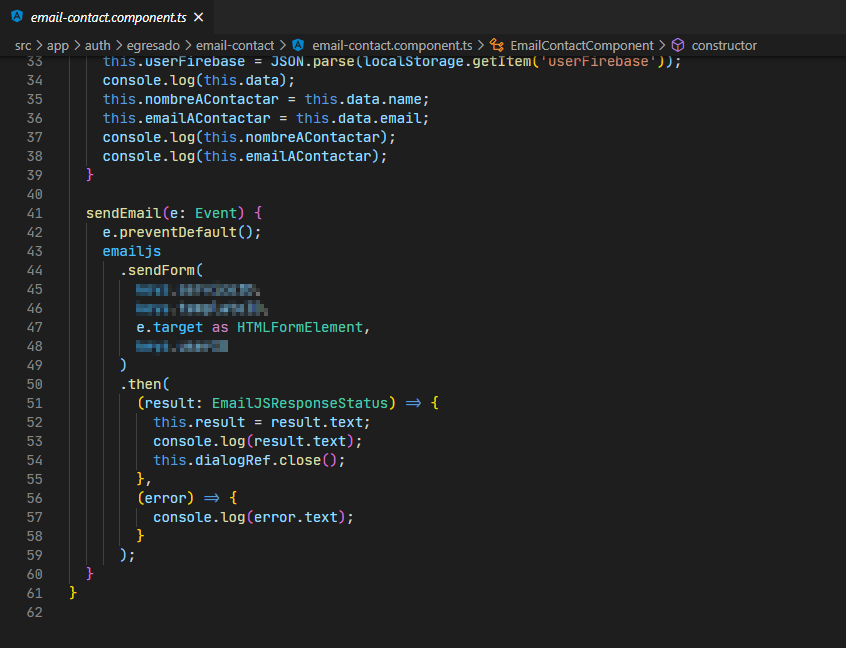 email-contact.component.ts
src > app > auth > egresado > email-contact > email-contact.component.ts > EmailContactComponent > constructor
33 this.userFirebase = JSON.parse(localStorage.getItem('userFirebase'));
34 console.log(this.data);
35 this.nombreAContactar = this.data.name;
36 this.emailAContactar = this.data.email;
37 console.log(this.nombreAContactar);
38 console.log(this.emailAContactar);
39 }
40
41 sendEmail(e: Event) {
42 e.preventDefault();
43 emailjs
44 .sendForm(
45
46
47 e.target as HTMLFormElement,
48
49 )
50 .then(
51 (result: EmailJSResponseStatus) => {
52 this.result = result.text;
53 console.log(result.text);
54 this.dialogRef.close();
55 },
56 (error) => {
57 console.log(error.text);
58 }
59 );
60 }
61 }
62